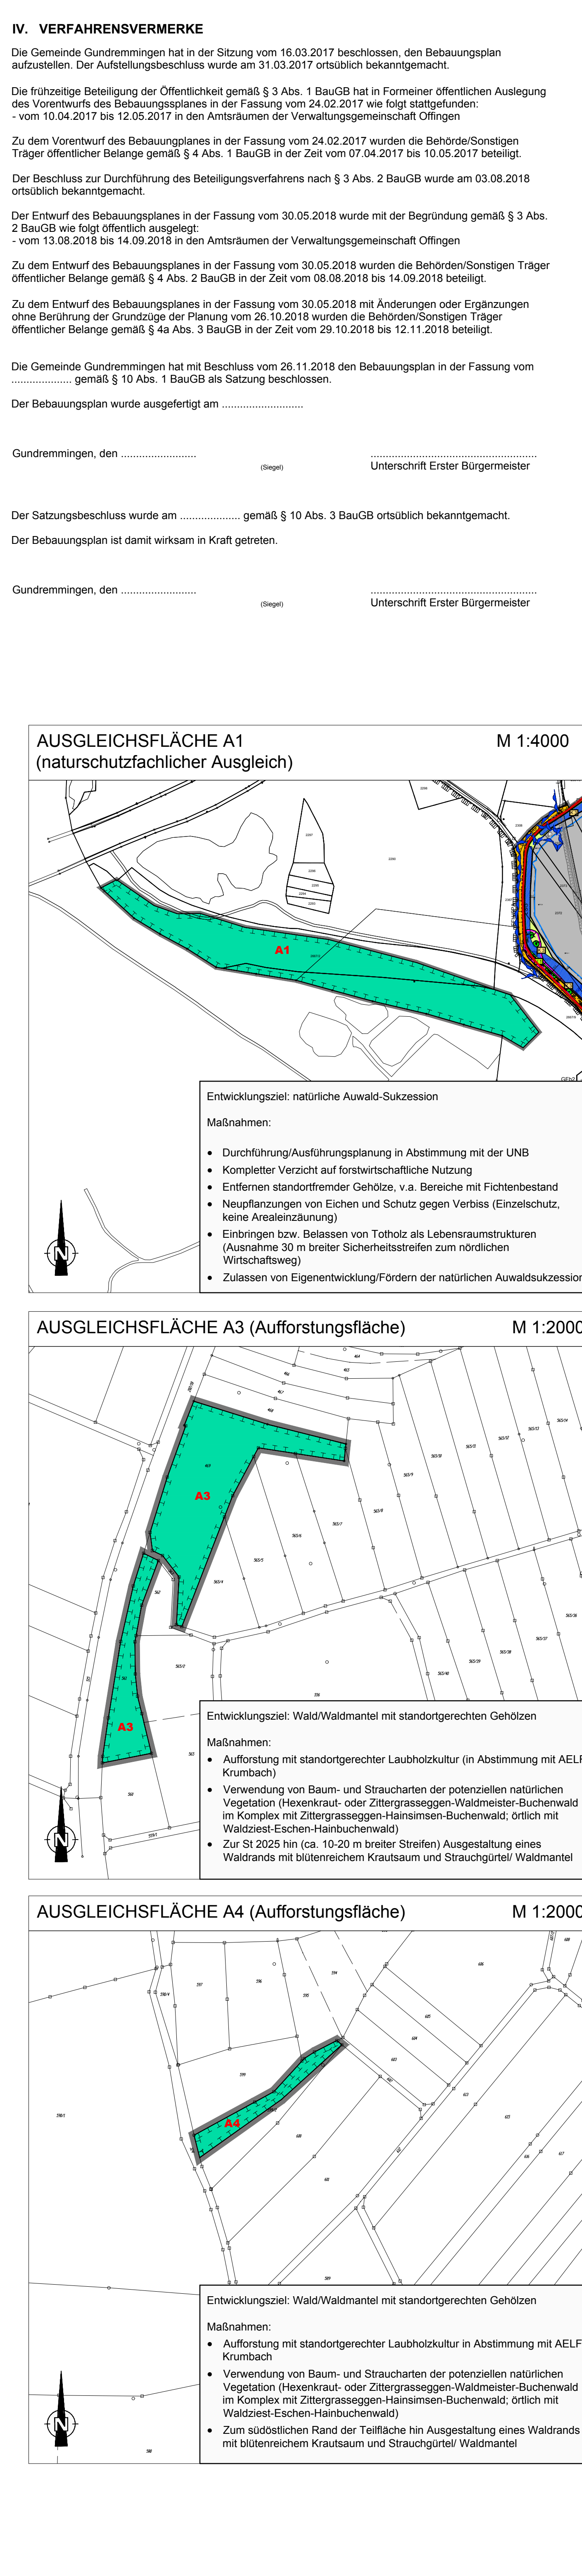 IV. VERFAHRENSVERMERKE
Die Gemeinde Gundremmingen hat in der Sitzung vom 16.03.2017 beschlossen, den Bebauungsplan
aufzustellen. Der Aufstellungsbeschluss wurde am 31.03.2017 ortsüblich bekanntgemacht.
Die frühzeitige Beteiligung der Öffentlichkeit gemäß § 3 Abs. 1 BauGB hat in Formeiner öffentlichen Auslegung
des Vorentwurfs des Bebauungssplanes in der Fassung vom 24.02.2017 wie folgt stattgefunden:
- vom 10.04.2017 bis 12.05.2017 in den Amtsräumen der Verwaltungsgemeinschaft Offingen
Zu dem Vorentwurf des Bebauungplanes in der Fassung vom 24.02.2017 wurden die Behörde/Sonstigen
Träger öffentlicher Belange gemäß § 4 Abs. 1 BauGB in der Zeit vom 07.04.2017 bis 10.05.2017 beteiligt.
Der Beschluss zur Durchführung des Beteiligungsverfahrens nach § 3 Abs. 2 BauGB wurde am 03.08.2018
ortsüblich bekanntgemacht.
Der Entwurf des Bebauungsplanes in der Fassung vom 30.05.2018 wurde mit der Begründung gemäß § 3 Abs.
2 BauGB wie folgt öffentlich ausgelegt:
- vom 13.08.2018 bis 14.09.2018 in den Amtsräumen der Verwaltungsgemeinschaft Offingen
Zu dem Entwurf des Bebauungsplanes in der Fassung vom 30.05.2018 wurden die Behörden/Sonstigen Träger
öffentlicher Belange gemäß § 4 Abs. 2 BauGB in der Zeit vom 08.08.2018 bis 14.09.2018 beteiligt.
Zu dem Entwurf des Bebauungsplanes in der Fassung vom 30.05.2018 mit Änderungen oder Ergänzungen
ohne Berührung der Grundzüge der Planung vom 26.10.2018 wurden die Behörden/Sonstigen Träger
öffentlicher Belange gemäß § 4a Abs. 3 BauGB in der Zeit vom 29.10.2018 bis 12.11.2018 beteiligt.
Die Gemeinde Gundremmingen hat mit Beschluss vom 26.11.2018 den Bebauungsplan in der Fassung vom
.................... gemäß § 10 Abs. 1 BauGB als Satzung beschlossen.
Der Bebauungsplan wurde ausgefertigt am ...........................
Gundremmingen, den ......................... .......................................................
(Siegel) Unterschrift Erster Bürgermeister
Der Satzungsbeschluss wurde am .................... gemäß § 10 Abs. 3 BauGB ortsüblich bekanntgemacht.
Der Bebauungsplan ist damit wirksam in Kraft getreten.
Gundremmingen, den ......................... .......................................................
(Siegel) Unterschrift Erster Bürgermeister
AUSGLEICHSFLÄCHE A1 M 1:4000
(naturschutzfachlicher Ausgleich)
A1
Entwicklungsziel: natürliche Auwald-Sukzession
Maßnahmen:
● Durchführung/Ausführungsplanung in Abstimmung mit der UNB
● Kompletter Verzicht auf forstwirtschaftliche Nutzung
● Entfernen standortfremder Gehölze, v.a. Bereiche mit Fichtenbestand
● Neupflanzungen von Eichen und Schutz gegen Verbiss (Einzelschutz,
keine Arealeinzäunung)
● Einbringen bzw. Belassen von Totholz als Lebensraumstrukturen
(Ausnahme 30 m breiter Sicherheitsstreifen zum nördlichen
Wirtschaftsweg)
● Zulassen von Eigenentwicklung/Fördern der natürlichen Auwaldsukzession
N
AUSGLEICHSFLÄCHE A3 (Aufforstungsfläche) M 1:2000
A3
A3
Entwicklungsziel: Wald/Waldmantel mit standortgerechten Gehölzen
Maßnahmen:
● Aufforstung mit standortgerechter Laubholzkultur (in Abstimmung mit AELF
Krumbach)
● Verwendung von Baum- und Straucharten der potenziellen natürlichen
Vegetation (Hexenkraut- oder Zittergrasseggen-Waldmeister-Buchenwald
im Komplex mit Zittergrasseggen-Hainsimsen-Buchenwald; örtlich mit
Waldziest-Eschen-Hainbuchenwald)
● Zur St 2025 hin (ca. 10-20 m breiter Streifen) Ausgestaltung eines
Waldrands mit blütenreichem Krautsaum und Strauchgürtel/ Waldmantel
N
AUSGLEICHSFLÄCHE A4 (Aufforstungsfläche) M 1:2000
A4
Entwicklungsziel: Wald/Waldmantel mit standortgerechten Gehölzen
Maßnahmen:
● Aufforstung mit standortgerechter Laubholzkultur in Abstimmung mit AELF
Krumbach
● Verwendung von Baum- und Straucharten der potenziellen natürlichen
Vegetation (Hexenkraut- oder Zittergrasseggen-Waldmeister-Buchenwald
im Komplex mit Zittergrasseggen-Hainsimsen-Buchenwald; örtlich mit
Waldziest-Eschen-Hainbuchenwald)
● Zum südöstlichen Rand der Teilfläche hin Ausgestaltung eines Waldrands
mit blütenreichem Krautsaum und Strauchgürtel/ Waldmantel
N